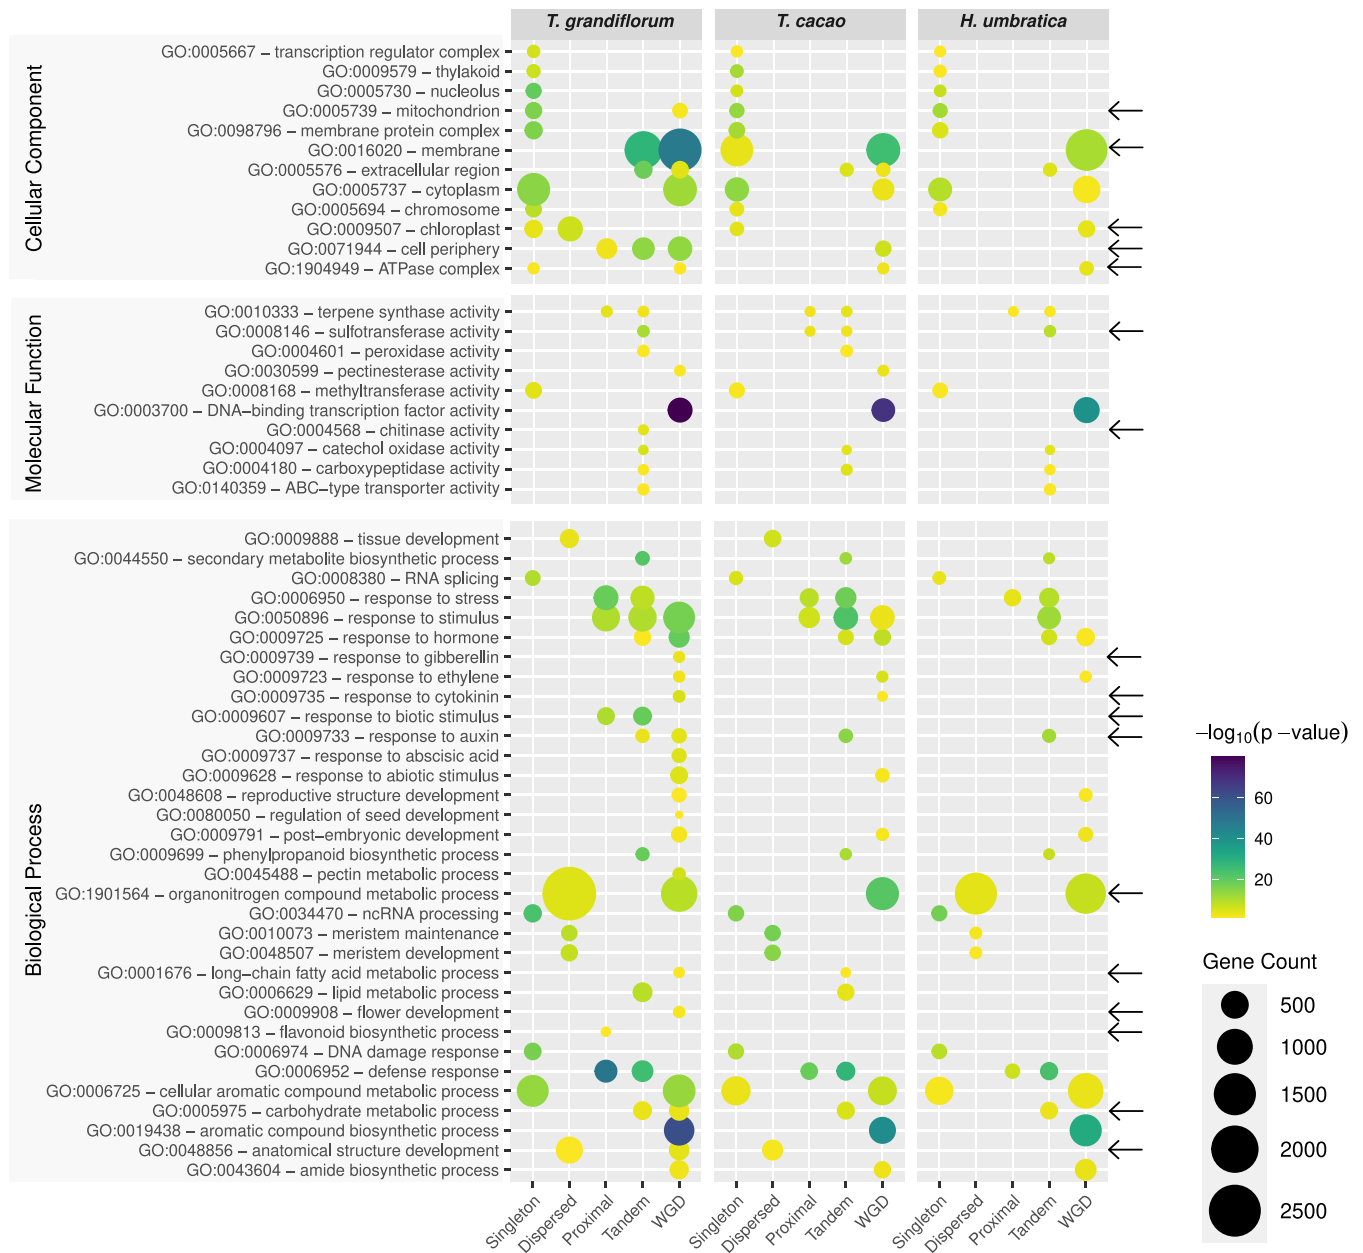 T. grandiflorum
T. cacao
H. umbratica
Cellular Component
GO:0005667 – transcription regulator complex
GO:0009579 – thylakoid
GO:0005730 – nucleolus
GO:0005739 – mitochondrion
GO:0098796 – membrane protein complex
GO:0016020 – membrane
GO:0005576 – extracellular region
GO:0005737 – cytoplasm
GO:0005694 – chromosome
GO:0009507 – chloroplast
GO:0071944 – cell periphery
GO:1904949 – ATPase complex
Molecular Function
GO:0010333 – terpene synthase activity
GO:0008146 – sulfotransferase activity
GO:0004601 – peroxidase activity
GO:0030599 – pectinesterase activity
GO:0008168 – methyltransferase activity
GO:0003700 – DNA–binding transcription factor activity
GO:0004568 – chitinase activity
GO:0004097 – catechol oxidase activity
GO:0004180 – carboxypeptidase activity
GO:0140359 – ABC–type transporter activity
Biological Process
GO:0009888 – tissue development
GO:0044550 – secondary metabolite biosynthetic process
GO:0008380 – RNA splicing
GO:0006950 – response to stress
GO:0050896 – response to stimulus
GO:0009725 – response to hormone
GO:0009739 – response to gibberellin
GO:0009723 – response to ethylene
GO:0009735 – response to cytokinin
GO:0009607 – response to biotic stimulus
GO:0009733 – response to auxin
GO:0009737 – response to abscisic acid
GO:0009628 – response to abiotic stimulus
GO:0048608 – reproductive structure development
GO:0080050 – regulation of seed development
GO:0009791 – post–embryonic development
GO:0009699 – phenylpropanoid biosynthetic process
GO:0045488 – pectin metabolic process
GO:1901564 – organonitrogen compound metabolic process
GO:0034470 – ncRNA processing
GO:0010073 – meristem maintenance
GO:0048507 – meristem development
GO:0001676 – long–chain fatty acid metabolic process
GO:0006629 – lipid metabolic process
GO:0009908 – flower development
GO:0009813 – flavonoid biosynthetic process
GO:0006974 – DNA damage response
GO:0006952 – defense response
GO:0006725 – cellular aromatic compound metabolic process
GO:0005975 – carbohydrate metabolic process
GO:0019438 – aromatic compound biosynthetic process
GO:0048856 – anatomical structure development
GO:0043604 – amide biosynthetic process
Singleton
Dispersed
Proximal
Tandem
WGD
Singleton
Dispersed
Proximal
Tandem
WGD
Singleton
Dispersed
Proximal
Tandem
WGD
−log₁₀(p −value)
60
40
20
Gene Count
500
1000
1500
2000
2500